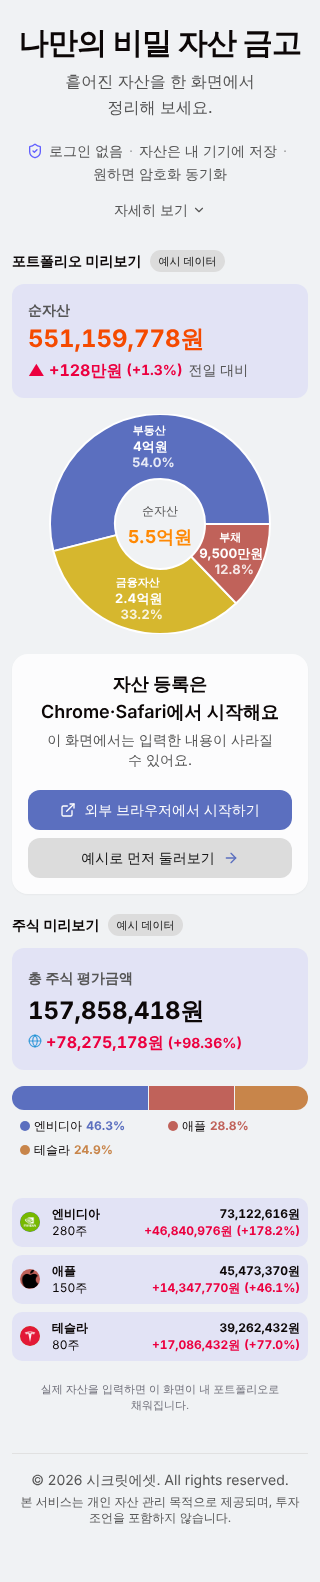 나만의 비밀 자산 금고
흩어진 자산을 한 화면에서
정리해 보세요.
로그인 없음 · 자산은 내 기기에 저장 ·
원하면 암호화 동기화
자세히 보기
포트폴리오 미리보기 예시 데이터
순자산
551,159,778원
▲ +128만원 (+1.3%) 전일 대비
부동산
4억원
54.0%
순자산
5.5억원
부채
9,500만원
12.8%
금융자산
2.4억원
33.2%
자산 등록은
Chrome·Safari에서 시작해요
이 화면에서는 입력한 내용이 사라질
수 있어요.
외부 브라우저에서 시작하기
예시로 먼저 둘러보기 →
주식 미리보기 예시 데이터
총 주식 평가금액
157,858,418원
+78,275,178원 (+98.36%)
엔비디아 46.3% 애플 28.8%
테슬라 24.9%
엔비디아 73,122,616원
280주 +46,840,976원 (+178.2%)
애플 45,473,370원
150주 +14,347,770원 (+46.1%)
테슬라 39,262,432원
80주 +17,086,432원 (+77.0%)
실제 자산을 입력하면 이 화면이 내 포트폴리오로
채워집니다.
© 2026 시크릿에셋. All rights reserved.
본 서비스는 개인 자산 관리 목적으로 제공되며, 투자
조언을 포함하지 않습니다.